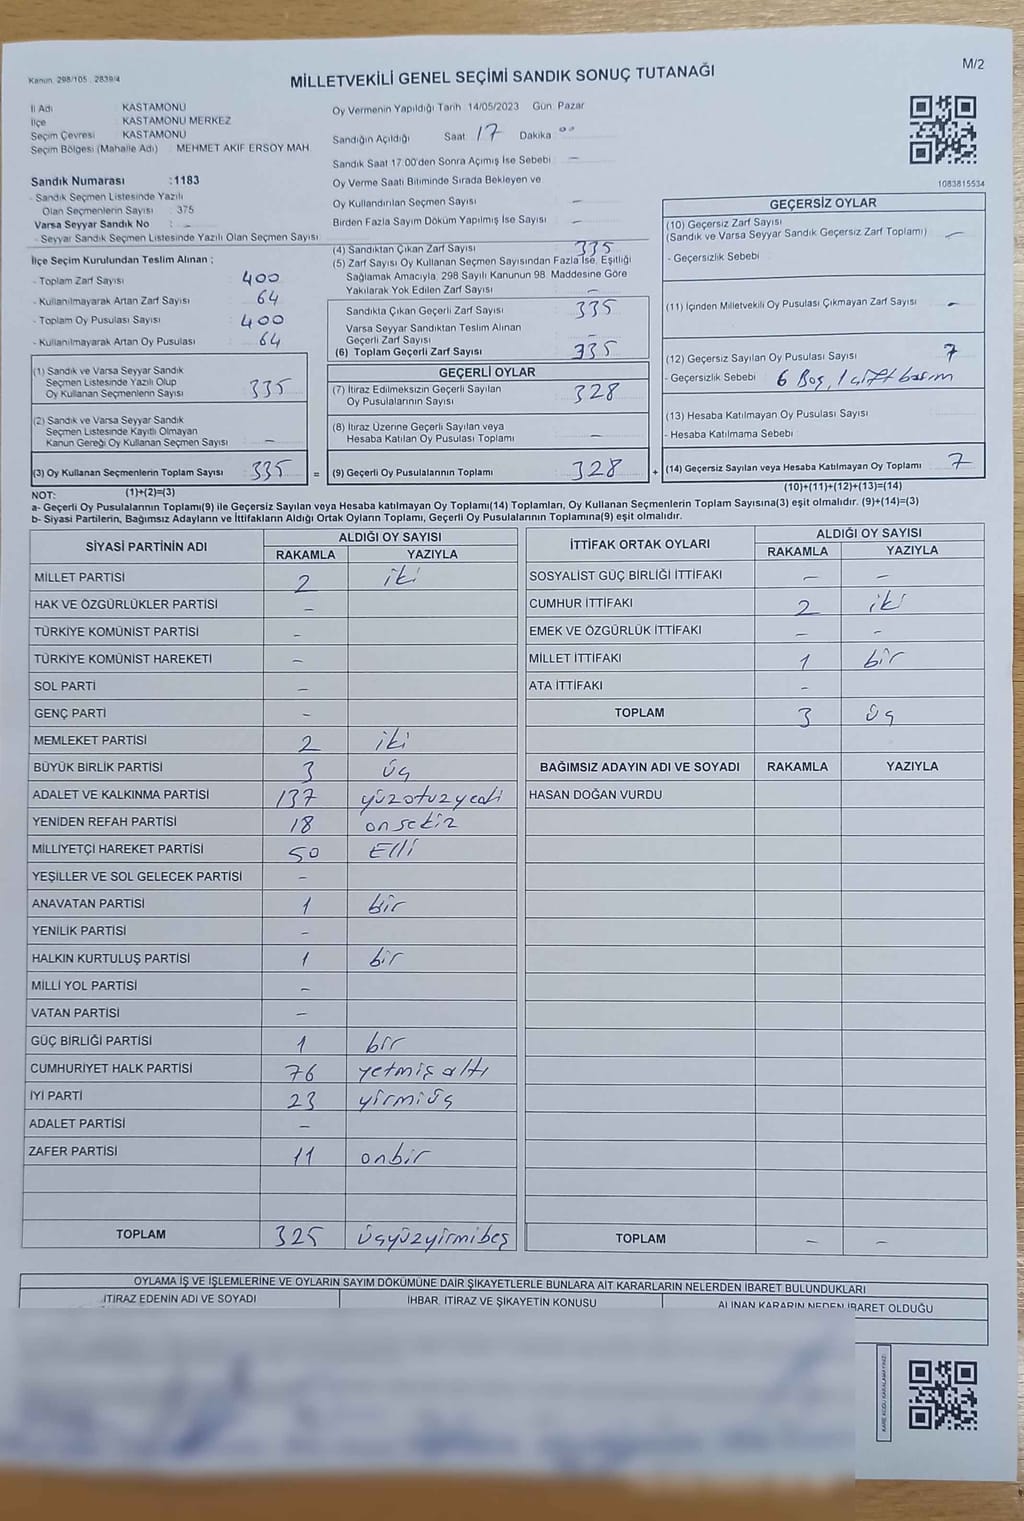 Kanun. 298/105 . 2839/4
MİLLETVEKİLİ GENEL SEÇİMİ SANDIK SONUÇ TUTANAĞI
M/2
İl Adı KASTAMONU
İlçe KASTAMONU MERKEZ
Seçim Çevresi KASTAMONU
Seçim Bölgesi (Mahalle Adı) MEHMET AKİF ERSOY MAH.
Sandık Numarası :1183
- Sandık Seçmen Listesinde Yazılı
Olan Seçmenlerin Sayısı : 375
Varsa Seyyar Sandık No : -
- Seyyar Sandık Seçmen Listesinde Yazılı Olan Seçmen Sayısı
İlçe Seçim Kurulundan Teslim Alınan ;
- Toplam Zarf Sayısı 400
- Kullanılmayarak Artan Zarf Sayısı 64
- Toplam Oy Pusulası Sayısı 400
- Kullanılmayarak Artan Oy Pusulası 64
(1) Sandık ve Varsa Seyyar Sandık
Seçmen Listesinde Yazılı Olup
Oy Kullanan Seçmenlerin Sayısı 335
(2) Sandık ve Varsa Seyyar Sandık
Seçmen Listesinde Kayıtlı Olmayan
Kanun Gereği Oy Kullanan Seçmen Sayısı -
(3) Oy Kullanan Seçmenlerin Toplam Sayısı 335 =
(1)+(2)=(3)
Oy Vermenin Yapıldığı Tarih 14/05/2023 Gün. Pazar
Sandığın Açıldığı Saat 17 Dakika 00
Sandık Saat 17:00'den Sonra Açımış İse Sebebi -
Oy Verme Saati Bitiminde Sırada Bekleyen ve
Oy Kullandırılan Seçmen Sayısı -
Birden Fazla Sayım Döküm Yapılmış İse Sayısı -
(4) Sandıktan Çıkan Zarf Sayısı 335
(5) Zarf Sayısı Oy Kullanan Seçmen Sayısından Fazla İse, Eşitliği
Sağlamak Amacıyla, 298 Sayılı Kanunun 98. Maddesine Göre
Yakılarak Yok Edilen Zarf Sayısı -
Sandıkta Çıkan Geçerli Zarf Sayısı 335
Varsa Seyyar Sandıktan Teslim Alınan
Geçerli Zarf Sayısı -
(6) Toplam Geçerli Zarf Sayısı 335
GEÇERLİ OYLAR
(7) İtiraz Edilmeksizin Geçerli Sayılan
Oy Pusulalarının Sayısı 328
(8) İtiraz Üzerine Geçerli Sayılan veya
Hesaba Katılan Oy Pusulası Toplamı -
(9) Geçerli Oy Pusulalarının Toplamı 328 +
1083815534
GEÇERSİZ OYLAR
(10) Geçersiz Zarf Sayısı
(Sandık ve Varsa Seyyar Sandık Geçersiz Zarf Toplamı) -
- Geçersizlik Sebebi
(11) İçinden Milletvekili Oy Pusulası Çıkmayan Zarf Sayısı -
(12) Geçersiz Sayılan Oy Pusulası Sayısı 7
- Geçersizlik Sebebi 6 Boş, 1 çift basım
(13) Hesaba Katılmayan Oy Pusulası Sayısı
- Hesaba Katılmama Sebebi
(14) Geçersiz Sayılan veya Hesaba Katılmayan Oy Toplamı 7
(10)+(11)+(12)+(13)=(14)
NOT:
a- Geçerli Oy Pusulalarının Toplamı(9) ile Geçersiz Sayılan veya Hesaba katılmayan Oy Toplamı(14) Toplamları, Oy Kullanan Seçmenlerin Toplam Sayısına(3) eşit olmalıdır. (9)+(14)=(3)
b- Siyasi Partilerin, Bağımsız Adayların ve İttifakların Aldığı Ortak Oyların Toplamı, Geçerli Oy Pusulalarının Toplamına(9) eşit olmalıdır.
SİYASİ PARTİNİN ADI ALDIĞI OY SAYISI
RAKAMLA YAZIYLA
MİLLET PARTİSİ 2 iki
HAK VE ÖZGÜRLÜKLER PARTİSİ -
TÜRKİYE KOMÜNİST PARTİSİ -
TÜRKİYE KOMÜNİST HAREKETİ -
SOL PARTİ -
GENÇ PARTİ -
MEMLEKET PARTİSİ 2 iki
BÜYÜK BİRLİK PARTİSİ 3 üç
ADALET VE KALKINMA PARTİSİ 137 yüzotuzyedi
YENİDEN REFAH PARTİSİ 18 onsekiz
MİLLİYETÇİ HAREKET PARTİSİ 50 Elli
YEŞİLLER VE SOL GELECEK PARTİSİ -
ANAVATAN PARTİSİ 1 bir
YENİLİK PARTİSİ -
HALKIN KURTULUŞ PARTİSİ 1 bir
MİLLİ YOL PARTİSİ -
VATAN PARTİSİ -
GÜÇ BİRLİĞİ PARTİSİ 1 bir
CUMHURİYET HALK PARTİSİ 76 yetmiş altı
İYİ PARTİ 23 yirmiüç
ADALET PARTİSİ -
ZAFER PARTİSİ 11 onbir
TOPLAM 325 üçyüzyirmibeş
İTTİFAK ORTAK OYLARI ALDIĞI OY SAYISI
RAKAMLA YAZIYLA
SOSYALİST GÜÇ BİRLİĞİ İTTİFAKI - -
CUMHUR İTTİFAKI 2 iki
EMEK VE ÖZGÜRLÜK İTTİFAKI - -
MİLLET İTTİFAKI 1 bir
ATA İTTİFAKI -
TOPLAM 3 üç
BAĞIMSIZ ADAYIN ADI VE SOYADI RAKAMLA YAZIYLA
HASAN DOĞAN VURDU
TOPLAM - -
OYLAMA İŞ VE İŞLEMLERİNE VE OYLARIN SAYIM DÖKÜMÜNE DAİR ŞİKAYETLERLE BUNLARA AİT KARARLARIN NELERDEN İBARET BULUNDUKLARI
İTİRAZ EDENİN ADI VE SOYADI İHBAR, İTİRAZ VE ŞİKAYETİN KONUSU ALINAN KARARIN NEDEN İBARET OLDUĞU